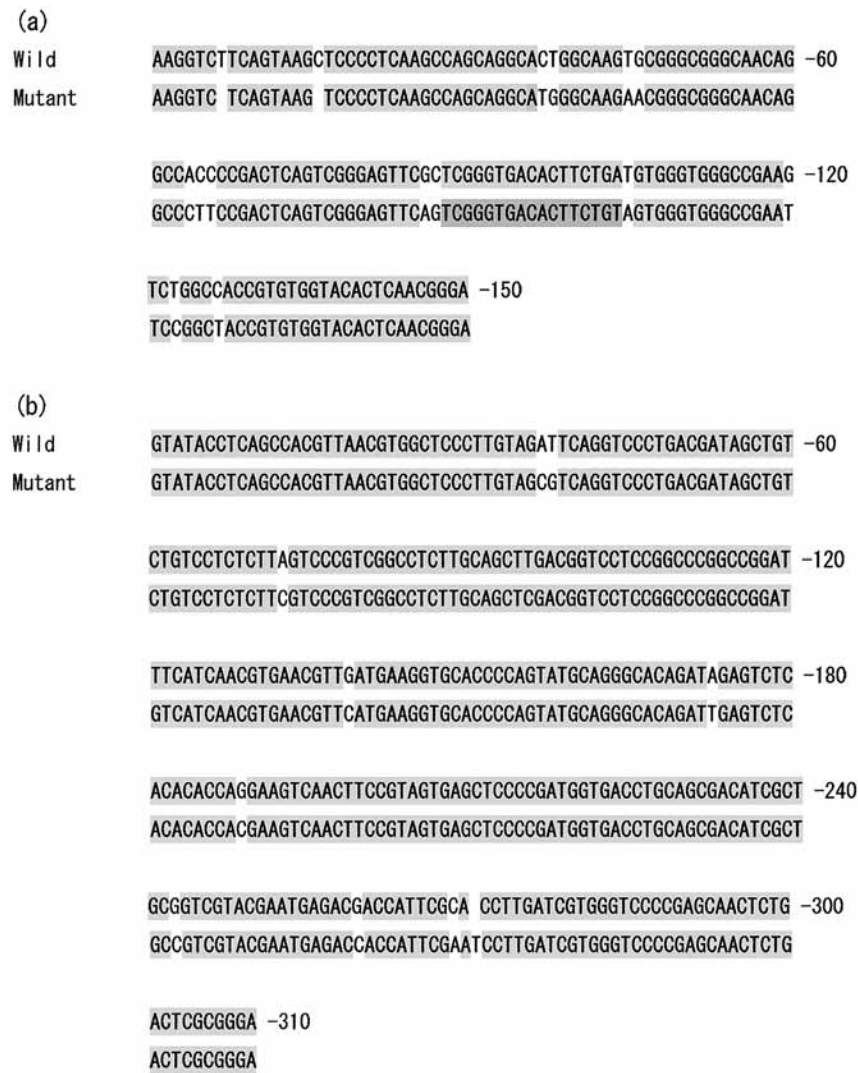 (a)
Wild AAGGTCTTCAGTAAGCTCCCCTCAAGCCAGCAGGCACTGGCAAGTGCGGGCGGGCAACAG -60
Mutant AAGGTC TCAGTAAG TCCCCTCAAGCCAGCAGGCATGGGCAAGAACGGGCGGGCAACAG
GCCACCCCGACTCAGTCGGGAGTTCGCTCGGGTGACACTTCTGATGTGGGTGGGCCGAAG -120
GCCCTTCCGACTCAGTCGGGAGTTCAGTCGGGTGACACTTCTGTAGTGGGTGGGCCGAAT
TCTGGCCACCGTGTGGTACACTCAACGGGA -150
TCCGGCTACCGTGTGGTACACTCAACGGGA
(b)
Wild GTATACCTCAGCCACGTTAACGTGGCTCCCTTGTAGATTCAGGTCCCTGACGATAGCTGT -60
Mutant GTATACCTCAGCCACGTTAACGTGGCTCCCTTGTAGCGTCAGGTCCCTGACGATAGCTGT
CTGTCCTCTCTTAGTCCCGTCGGCCTCTTGCAGCTTGACGGTCCTCCGGCCCGGCCGGAT -120
CTGTCCTCTCTTCGTCCCGTCGGCCTCTTGCAGCTCGACGGTCCTCCGGCCCGGCCGGAT
TTCATCAACGTGAACGTTGATGAAGGTGCACCCCAGTATGCAGGGCACAGATAGAGTCTC -180
GTCATCAACGTGAACGTTCATGAAGGTGCACCCCAGTATGCAGGGCACAGATTGAGTCTC
ACACACCAGGAAGTCAACTTCCGTAGTGAGCTCCCCGATGGTGACCTGCAGCGACATCGCT -240
ACACACCACGAAGTCAACTTCCGTAGTGAGCTCCCCGATGGTGACCTGCAGCGACATCGCT
GCGGTCGTACGAATGAGACGACCATTCGCA CCTTGATCGTGGGTCCCCGAGCAACTCTG -300
GCCGTCGTACGAATGAGACCACCATTCGAATCCTTGATCGTGGGTCCCCGAGCAACTCTG
ACTCGCGGGA -310
ACTCGCGGGA